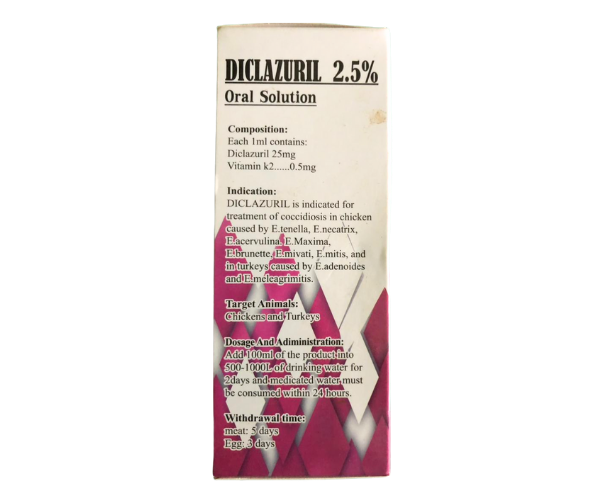 DICLAZURIL 2.5%
Oral Solution
Composition:
Each 1ml contains:
Diclazuril 25mg
Vitamin k2......0.5mg
Indication:
DICLAZURIL is indicated for
treatment of coccidiosis in chicken
caused by E.tenella, E.necatrix,
E.acervulina, E.Maxima,
E.brunette, E.mivati, E.mitis, and
in turkeys caused by E.adenoides
and E.meleagrimitis.
Target Animals:
Chickens and Turkeys
Dosage And Adiministration:
Add 100ml of the product into
500-1000L of drinking water for
2days and medicated water must
be consumed within 24 hours.
Withdrawal time:
meat: 5 days
Egg: 3 days